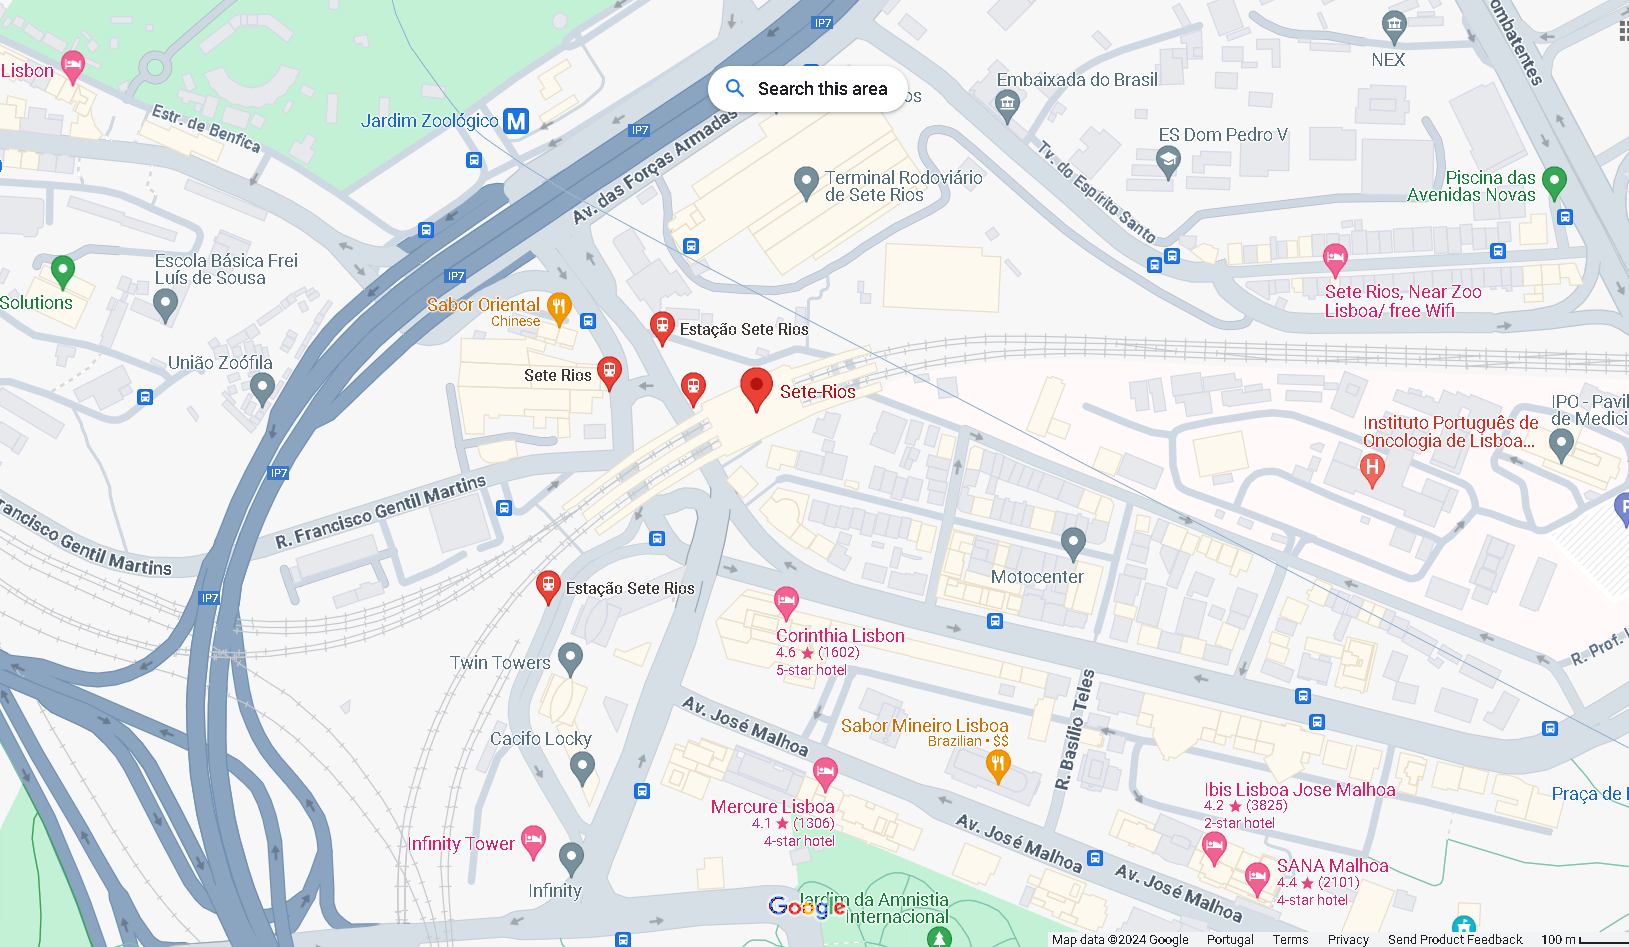 IP7
ombatentes
NEX
Lisbon
Search this area
os
Embaixada do Brasil
Estr. de Benfica
Jardim Zoológico
M
IP7
Av. das Forças Armadas
ES Dom Pedro V
Tv. do Espírito Santo
Terminal Rodoviário
de Sete Rios
Piscina das
Avenidas Novas
Escola Básica Frei
Luís de Sousa
IP7
Solutions
Sabor Oriental
Chinese
Sete Rios, Near Zoo
Lisboa/ free Wifi
Estação Sete Rios
União Zoófila
Sete Rios
Sete-Rios
IPO - Pavil
de Medici
Instituto Português de
Oncologia de Lisboa...
H
IP7
R. Francisco Gentil Martins
rancisco Gentil Martins
P
Motocenter
Estação Sete Rios
IP7
Corinthia Lisbon
4.6 ★ (1602)
5-star hotel
R. Prof. L
Twin Towers
Av. José Malhoa
R. Basílio Teles
Sabor Mineiro Lisboa
Brazilian • $$
Cacifo Locky
Mercure Lisboa
4.1 ★ (1306)
4-star hotel
Ibis Lisboa Jose Malhoa
4.2 ★ (3825)
2-star hotel
Praça de
Infinity Tower
Av. José Malhoa
Av. José Malhoa
SANA Malhoa
4.4 ★ (2101)
4-star hotel
Infinity
Jardim da Amnistia
Internacional
Google
Map data ©2024 Google
Portugal
Terms
Privacy
Send Product Feedback
100 m